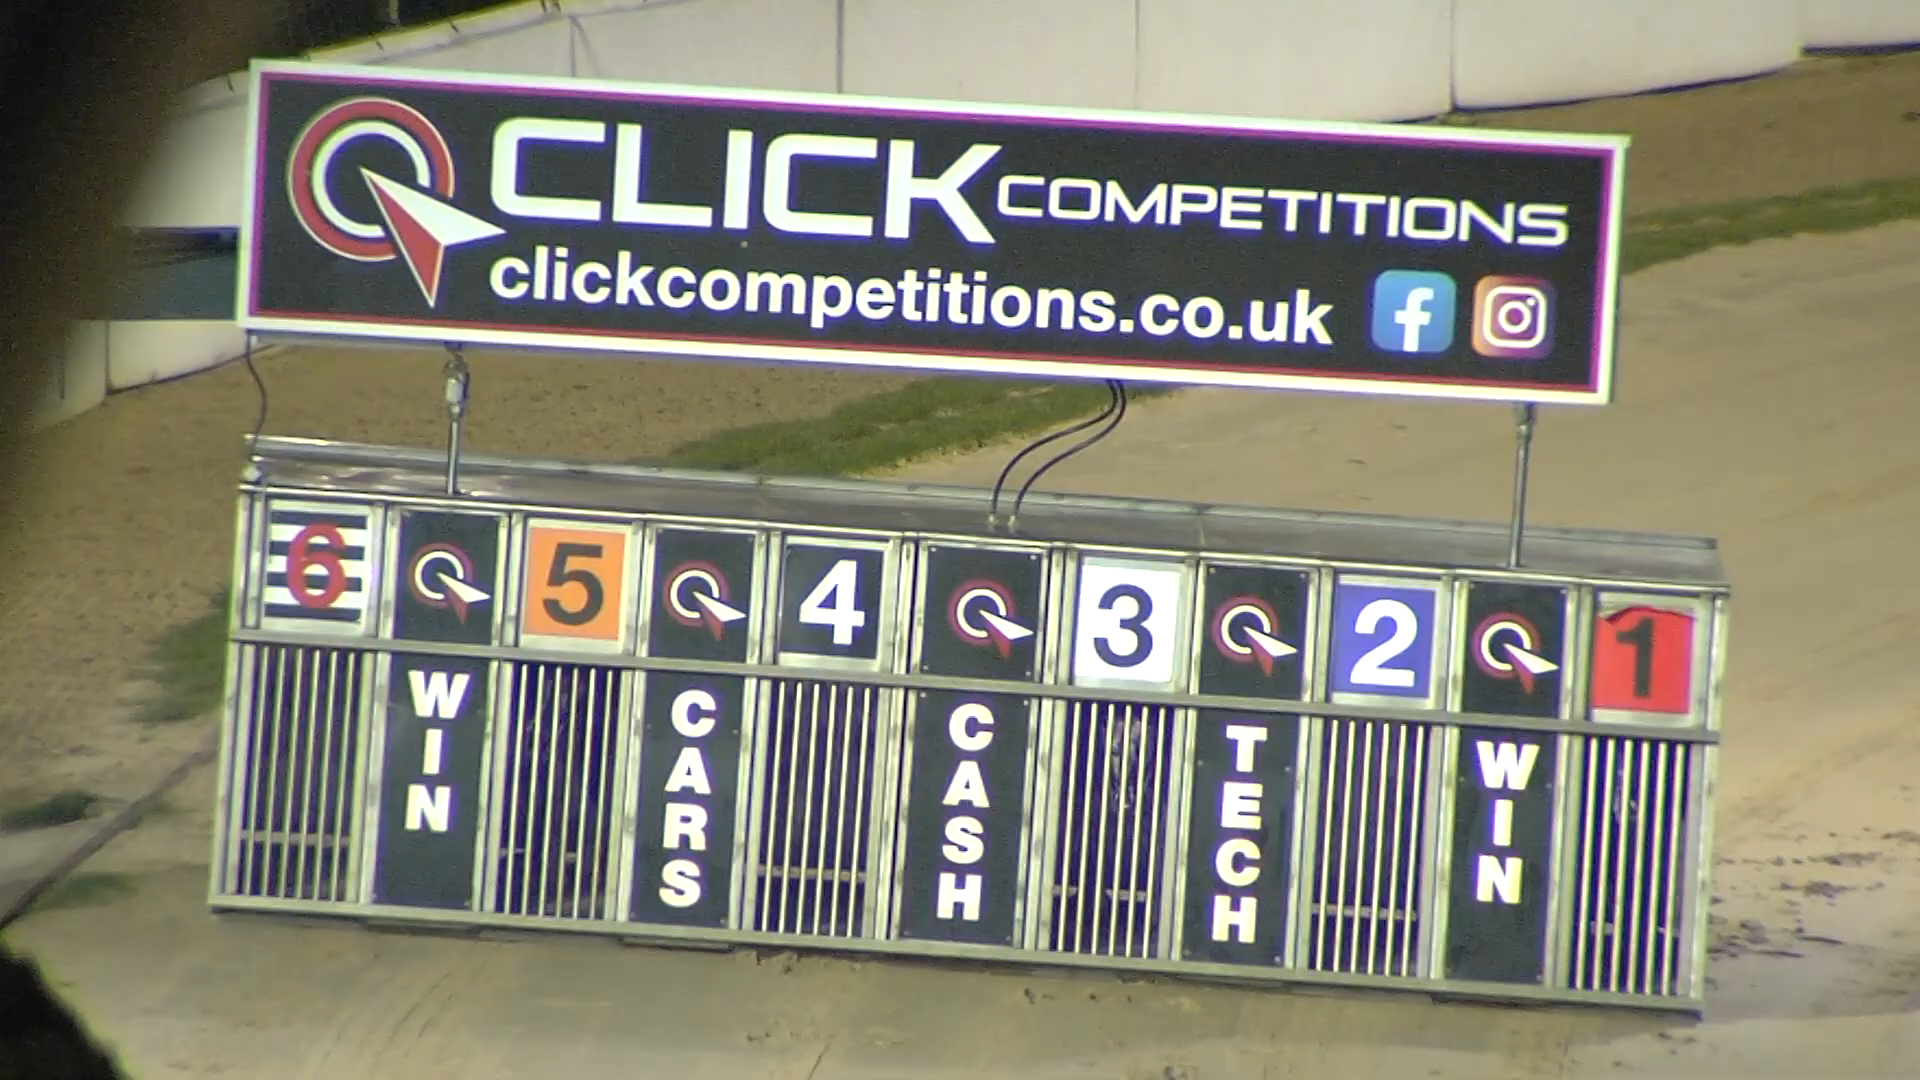 CLICK COMPETITIONS
clickcompetitions.co.uk
6 5 4 3 2 1
WIN
CARS
CASH
TECH
WIN